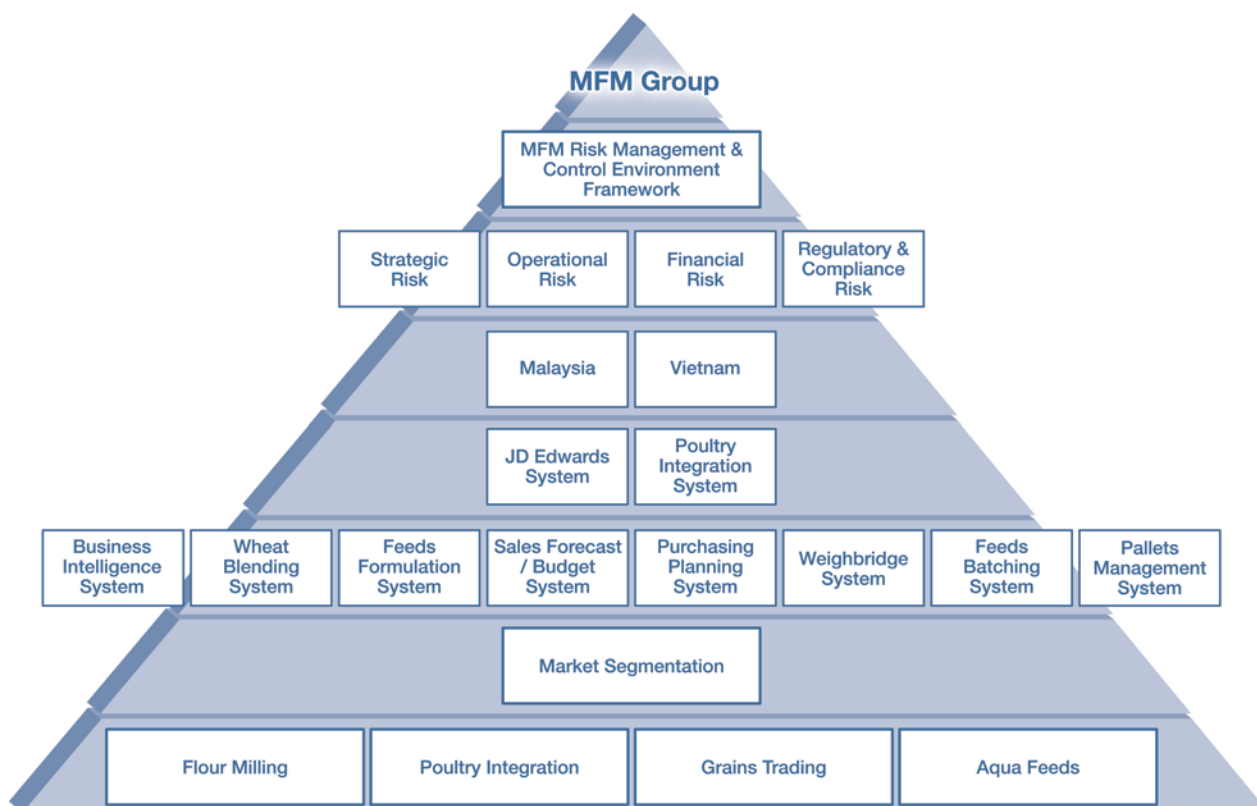 MFM Group
MFM Risk Management &
Control Environment
Framework
Strategic
Risk
Operational
Risk
Financial
Risk
Regulatory &
Compliance
Risk
Malaysia
Vietnam
JD Edwards
System
Poultry
Integration
System
Business
Intelligence
System
Wheat
Blending
System
Feeds
Formulation
System
Sales Forecast
/ Budget
System
Purchasing
Planning
System
Weighbridge
System
Feeds
Batching
System
Pallets
Management
System
Market Segmentation
Flour Milling
Poultry Integration
Grains Trading
Aqua Feeds